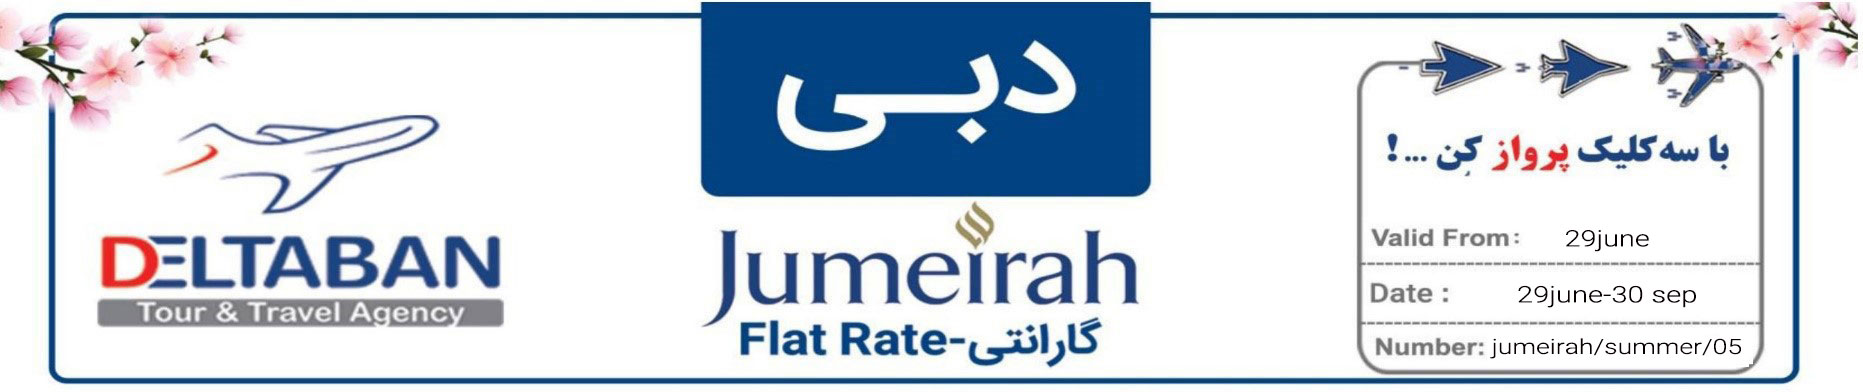 دبی
DELTABAN
Tour & Travel Agency
Jumeirah
Flat Rate-گارانتی
با سه کلیک پرواز کن ...!
Valid From: 29june
Date : 29june-30 sep
Number: jumeirah/summer/05